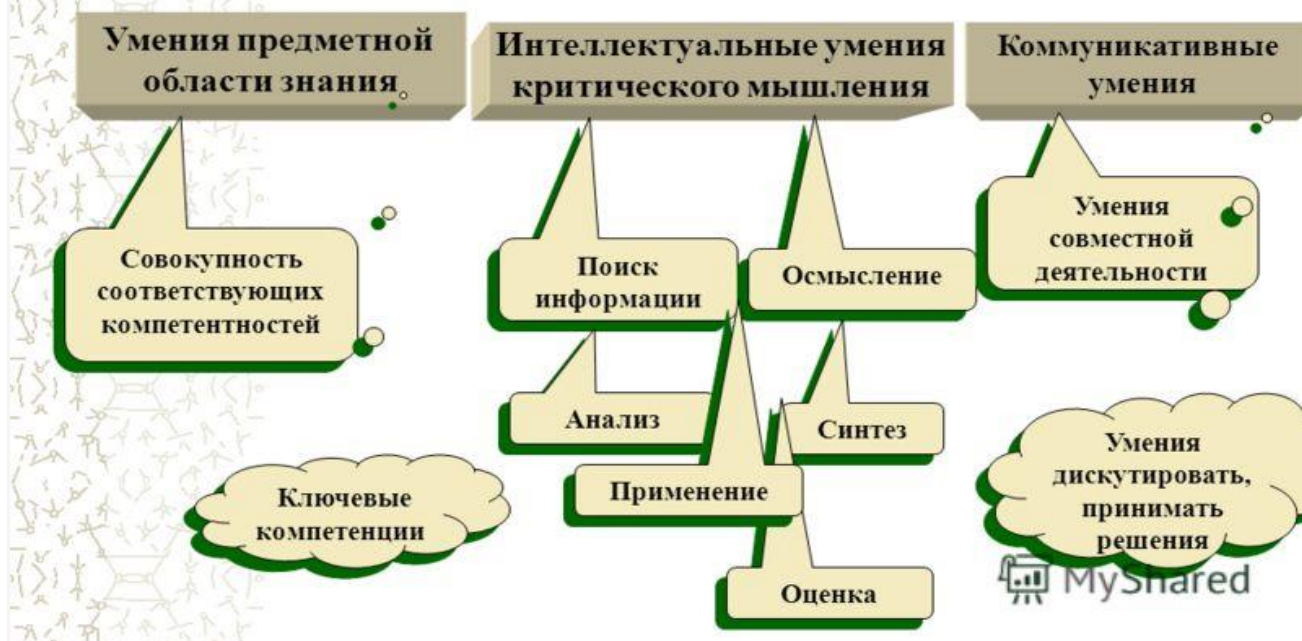 Умения предметной
области знания
Интеллектуальные умения
критического мышления
Коммуникативные
умения
Совокупность
соответствующих
компетентностей
Поиск
информации
Осмысление
Умения
совместной
деятельности
Анализ
Синтез
Ключевые
компетенции
Применение
Умения
дискутировать,
принимать
решения
Оценка
MyShared